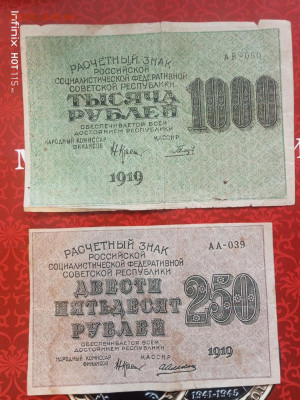 Infinix HOT 11S
РАСЧЕТНЫЙ ЗНАК
РОССИЙСКОЙ
СОЦИАЛИСТИЧЕСКОЙ ФЕДЕРАТИВНОЙ
СОВЕТСКОЙ РЕСПУБЛИКИ
АВ-060
ТЫСЯЧА
РУБЛЕЙ
1000
ОБЕСПЕЧИВАЕТСЯ ВСЕМ
ДОСТОЯНИЕМ РЕСПУБЛИКИ
НАРОДНЫЙ КОМИССАР
ФИНАНСОВ
КАССИР
1919
РАСЧЕТНЫЙ ЗНАК
РОССИЙСКОЙ
СОЦИАЛИСТИЧЕСКОЙ ФЕДЕРАТИВНОЙ
СОВЕТСКОЙ РЕСПУБЛИКИ
АА-039
ДВЕСТИ
ПЯТЬДЕСЯТ
РУБЛЕЙ
250
ОБЕСПЕЧИВАЕТСЯ ВСЕМ
ДОСТОЯНИЕМ РЕСПУБЛИКИ
НАРОДНЫЙ КОМИССАР
ФИНАНСОВ
КАССИР
1919
1941-1945